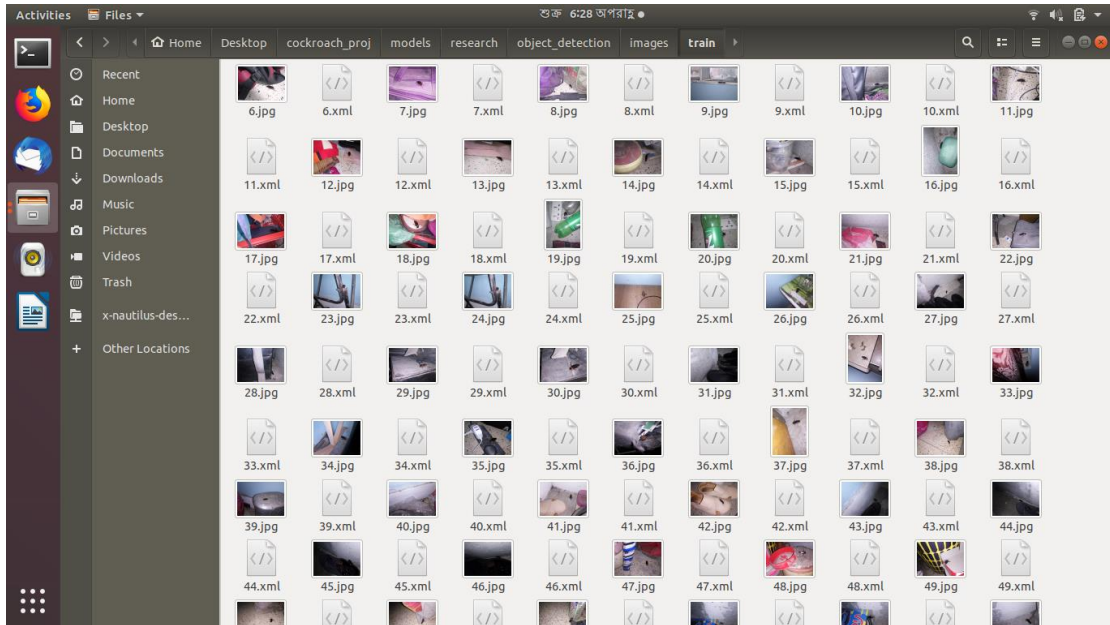 Activities Files শুক্র 6:28 অপরাহ্ণ
Home Desktop cockroach_proj models research object_detection images train
Recent
Home
Desktop
Documents
Downloads
Music
Pictures
Videos
Trash
x-nautilus-des...
Other Locations
6.jpg 6.xml 7.jpg 7.xml 8.jpg 8.xml 9.jpg 9.xml 10.jpg 10.xml 11.jpg
11.xml 12.jpg 12.xml 13.jpg 13.xml 14.jpg 14.xml 15.jpg 15.xml 16.jpg 16.xml
17.jpg 17.xml 18.jpg 18.xml 19.jpg 19.xml 20.jpg 20.xml 21.jpg 21.xml 22.jpg
22.xml 23.jpg 23.xml 24.jpg 24.xml 25.jpg 25.xml 26.jpg 26.xml 27.jpg 27.xml
28.jpg 28.xml 29.jpg 29.xml 30.jpg 30.xml 31.jpg 31.xml 32.jpg 32.xml 33.jpg
33.xml 34.jpg 34.xml 35.jpg 35.xml 36.jpg 36.xml 37.jpg 37.xml 38.jpg 38.xml
39.jpg 39.xml 40.jpg 40.xml 41.jpg 41.xml 42.jpg 42.xml 43.jpg 43.xml 44.jpg
44.xml 45.jpg 45.xml 46.jpg 46.xml 47.jpg 47.xml 48.jpg 48.xml 49.jpg 49.xml